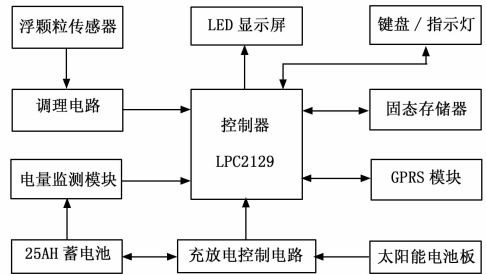 浮颗粒传感器
LED 显示屏
键盘/指示灯
调理电路
控制器
LPC2129
固态存储器
电量监测模块
GPRS 模块
25AH 蓄电池
充放电控制电路
太阳能电池板